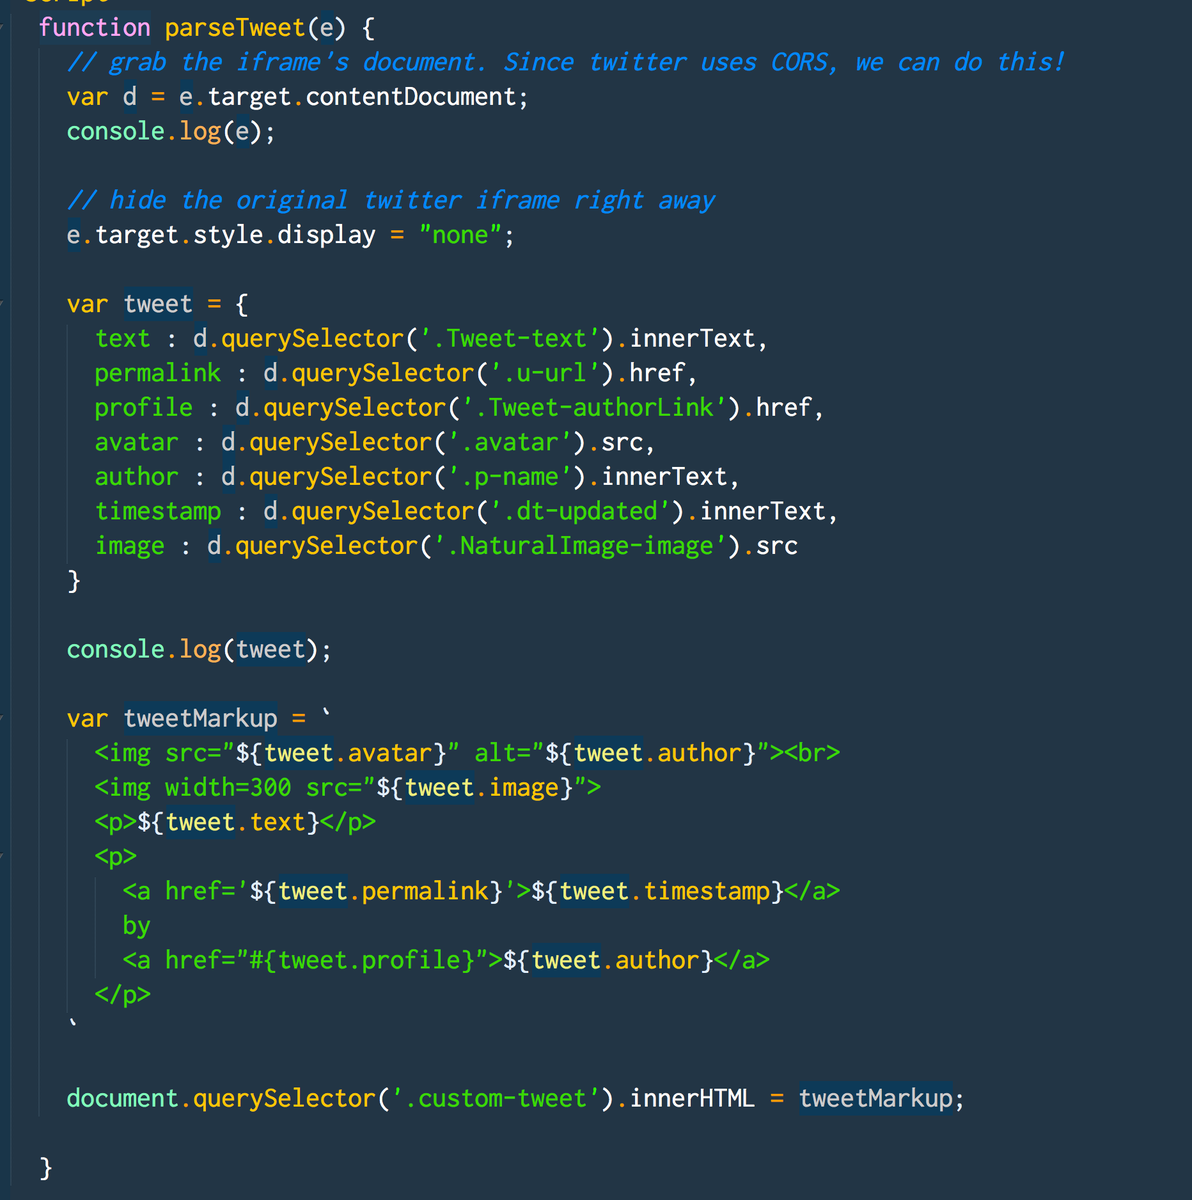 function parseTweet(e) {
// grab the iframe's document. Since twitter uses CORS, we can do this!
var d = e.target.contentDocument;
console.log(e);
// hide the original twitter iframe right away
e.target.style.display = "none";
var tweet = {
text : d.querySelector('.Tweet-text').innerText,
permalink : d.querySelector('.u-url').href,
profile : d.querySelector('.Tweet-authorLink').href,
avatar : d.querySelector('.avatar').src,
author : d.querySelector('.p-name').innerText,
timestamp : d.querySelector('.dt-updated').innerText,
image : d.querySelector('.NaturalImage-image').src
}
console.log(tweet);
var tweetMarkup = `
<img src="${tweet.avatar}" alt="${tweet.author}"><br>
<img width=300 src="${tweet.image}">
<p>${tweet.text}</p>
<p>
<a href='${tweet.permalink}'>${tweet.timestamp}</a>
by
<a href="#{tweet.profile}">${tweet.author}</a>
</p>
`
document.querySelector('.custom-tweet').innerHTML = tweetMarkup;
}